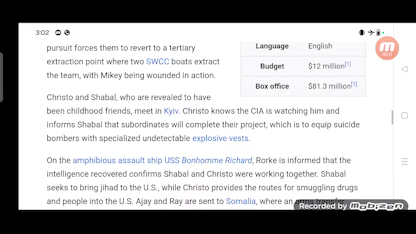 3:02
pursuit forces them to revert to a tertiary
extraction point where two SWCC boats extract
the team, with Mikey being wounded in action.
Language English
Budget $12 million[1]
Box office $81.3 million[1]
Christo and Shabal, who are revealed to have
been childhood friends, meet in Kyiv. Christo knows the CIA is watching him and
informs Shabal that subordinates will complete their project, which is to equip suicide
bombers with specialized undetectable explosive vests.
On the amphibious assault ship USS Bonhomme Richard, Rorke is informed that the
intelligence recovered confirms Shabal and Christo were working together. Shabal
seeks to bring jihad to the U.S., while Christo provides the routes for smuggling drugs
and people into the U.S. Ajay and Ray are sent to Somalia, where an arms transfer
Recorded by Mobizen